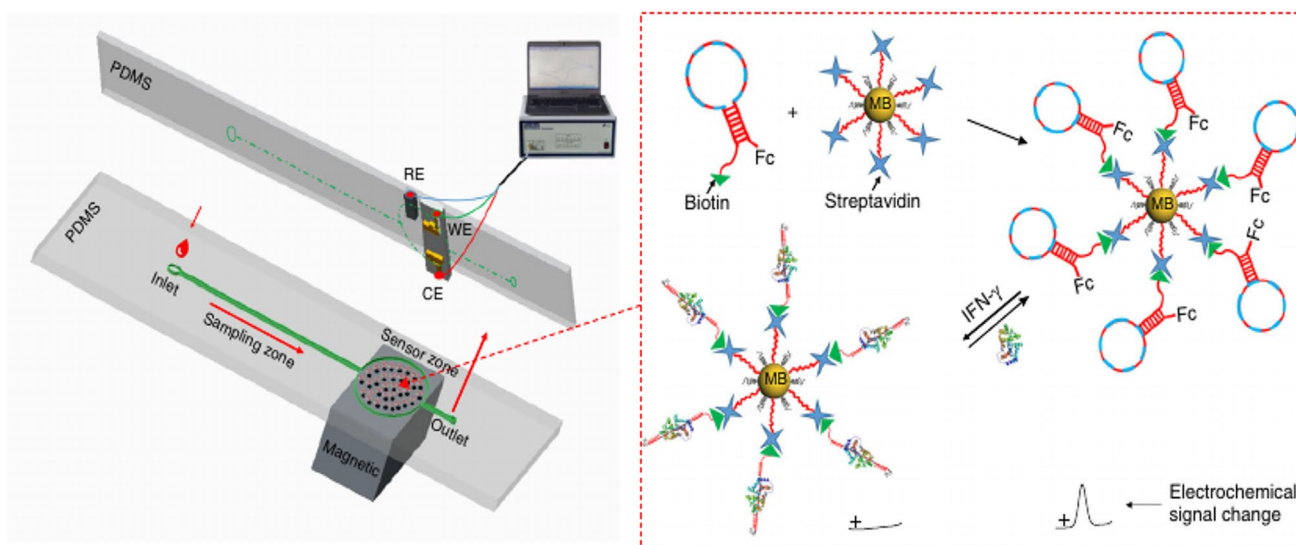 PDMS
RE
WE
CE
PDMS
Inlet
Sampling zone
Sensor zone
Outlet
Magnetic
Fc
Biotin
+
MB
Streptavidin
Fc
Fc
Fc
Fc
Fc
Fc
MB
IFN-γ
MB
+
+
Electrochemical
signal change